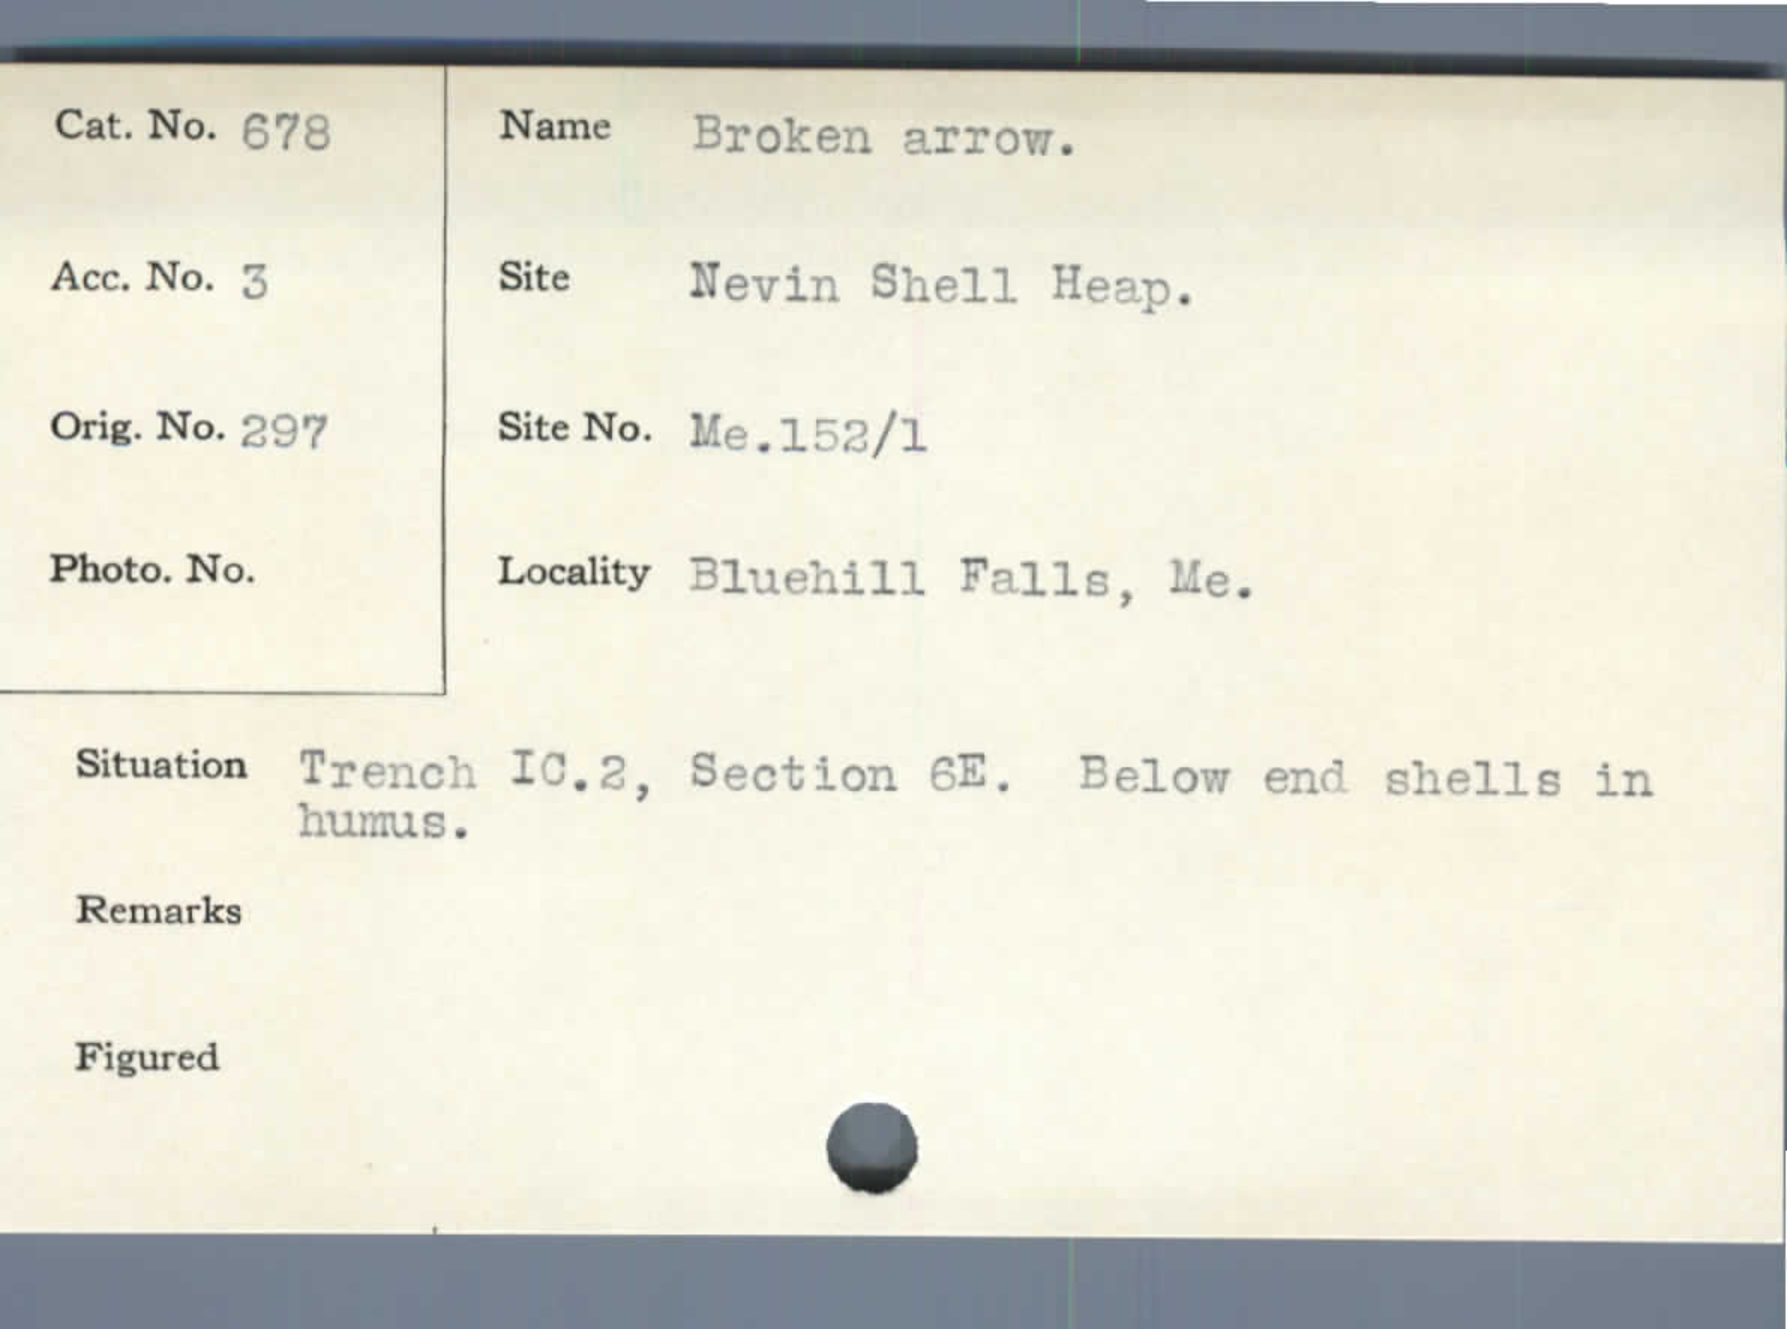 Cat. No. 678
Name Broken arrow.
Acc. No. 3
Site Nevin Shell Heap.
Orig. No. 297
Site No. Me.152/1
Photo. No.
Locality Bluehill Falls, Me.
Situation Trench IC.2, Section 6E. Below end shells in
humus.
Remarks
Figured